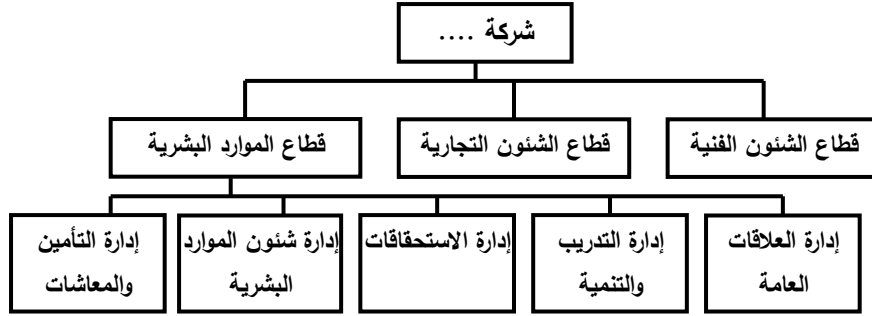 شركة ....
قطاع الشئون الفنية
قطاع الشئون التجارية
قطاع الموارد البشرية
إدارة العلاقات
العامة
إدارة التدريب
والتنمية
إدارة الاستحقاقات
إدارة شئون الموارد
البشرية
إدارة التأمين
والمعاشات